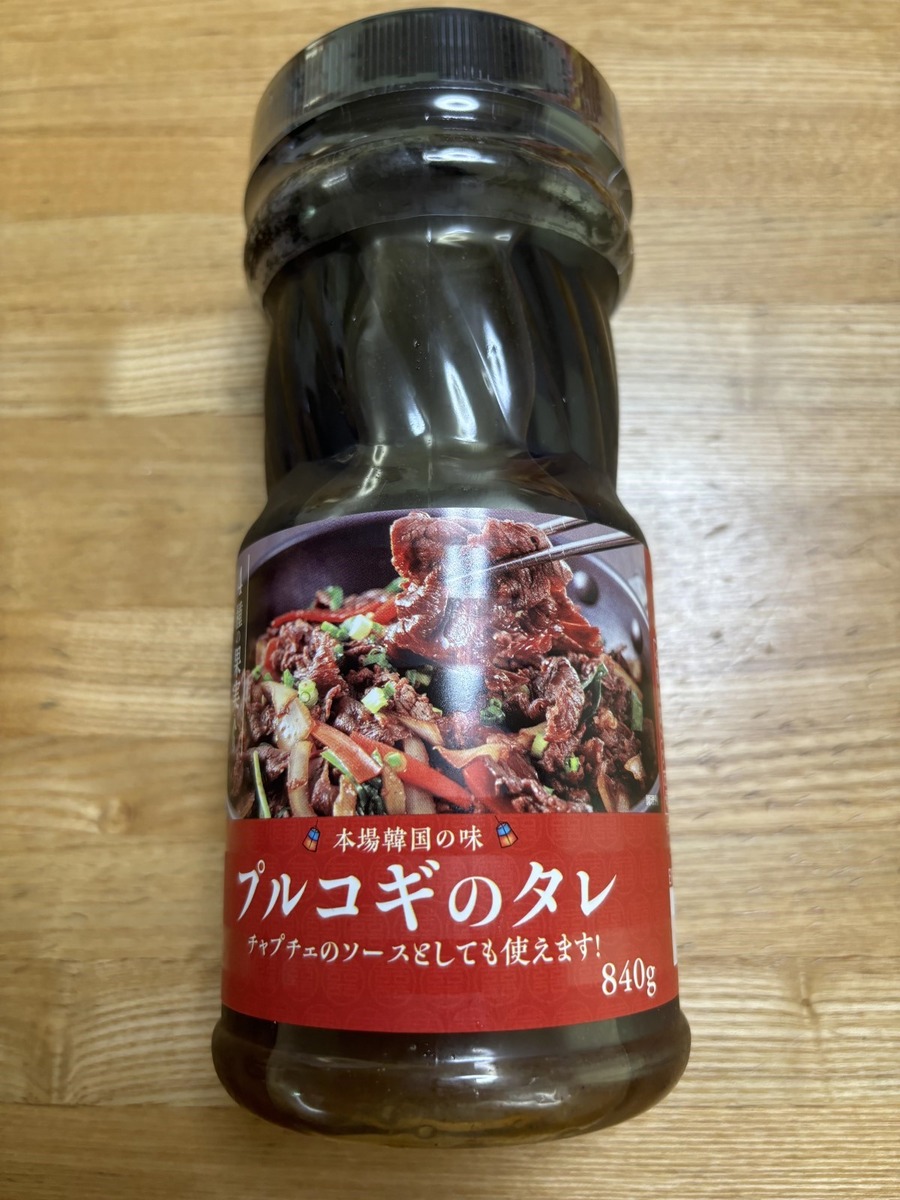 本場韓国の味
プルコギのタレ
チャプチェのソースとしても使えます!
840g